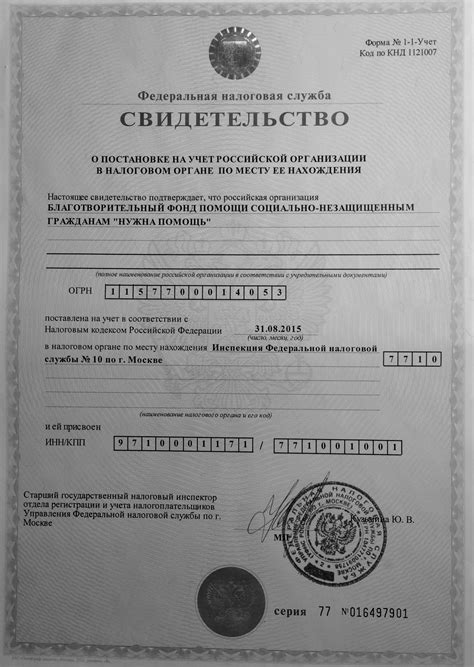 Форма № 1-1-Учет
Код по КНД 1121007
Федеральная налоговая служба
СВИДЕТЕЛЬСТВО
О ПОСТАНОВКЕ НА УЧЕТ РОССИЙСКОЙ ОРГАНИЗАЦИИ
В НАЛОГОВОМ ОРГАНЕ ПО МЕСТУ ЕЕ НАХОЖДЕНИЯ
Настоящее свидетельство подтверждает, что российская организация
БЛАГОТВОРИТЕЛЬНЫЙ ФОНД ПОМОЩИ СОЦИАЛЬНО-НЕЗАЩИЩЕННЫМ
ГРАЖДАНАМ "НУЖНА ПОМОЩЬ"
(полное наименование российской организации в соответствии с учредительными документами)
ОГРН 1157700014053
поставлена на учет в соответствии с
Налоговым кодексом Российской Федерации 31.08.2015
(число, месяц, год)
в налоговом органе по месту нахождения Инспекция Федеральной налоговой
службы № 10 по г. Москве 7710
(наименование налогового органа и его код)
и ей присвоен
ИНН/КПП 9710001171 / 771001001
Старший государственный налоговый инспектор
отдела регистрации и учета налогоплательщиков
Управления Федеральной налоговой службы по г.
Москве
Ю. В.
МП
серия 77 №016497901